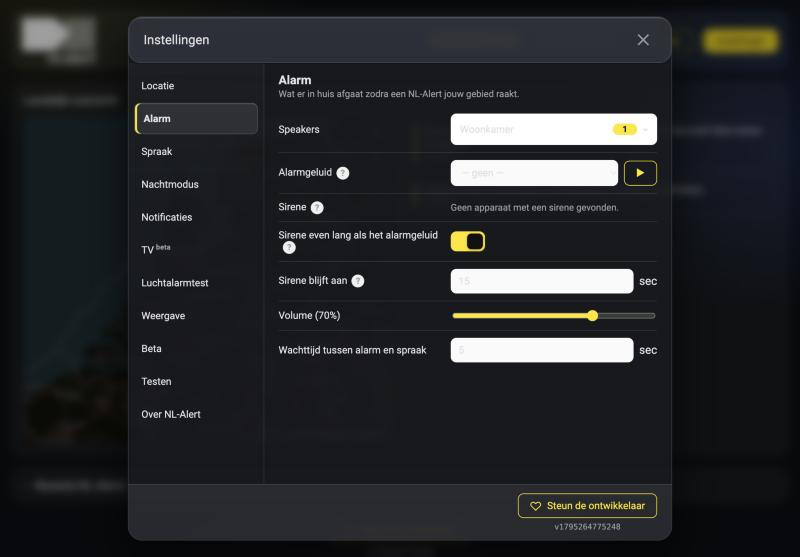 Instellingen
Locatie
Alarm
Spraak
Nachtmodus
Notificaties
TV beta
Luchtalarmtest
Weergave
Beta
Testen
Over NL-Alert
Alarm
Wat er in huis afgaat zodra een NL-Alert jouw gebied raakt.
Speakers
Woonkamer
1
Alarmgeluid ?
— geen —
Sirene ?
Geen apparaat met een sirene gevonden.
Sirene even lang als het alarmgeluid
?
Sirene blijft aan ?
15
sec
Volume (70%)
Wachttijd tussen alarm en spraak
5
sec
Steun de ontwikkelaar
v1795264775248